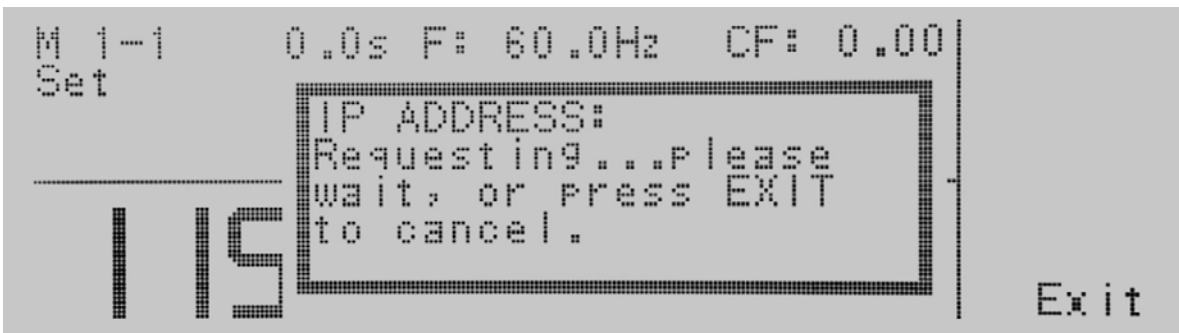 M 1-1 0.0s F: 60.0Hz CF: 0.00
Set
IP ADDRESS:
Requesting...please
wait, or press EXIT
to cancel.
115
Exit